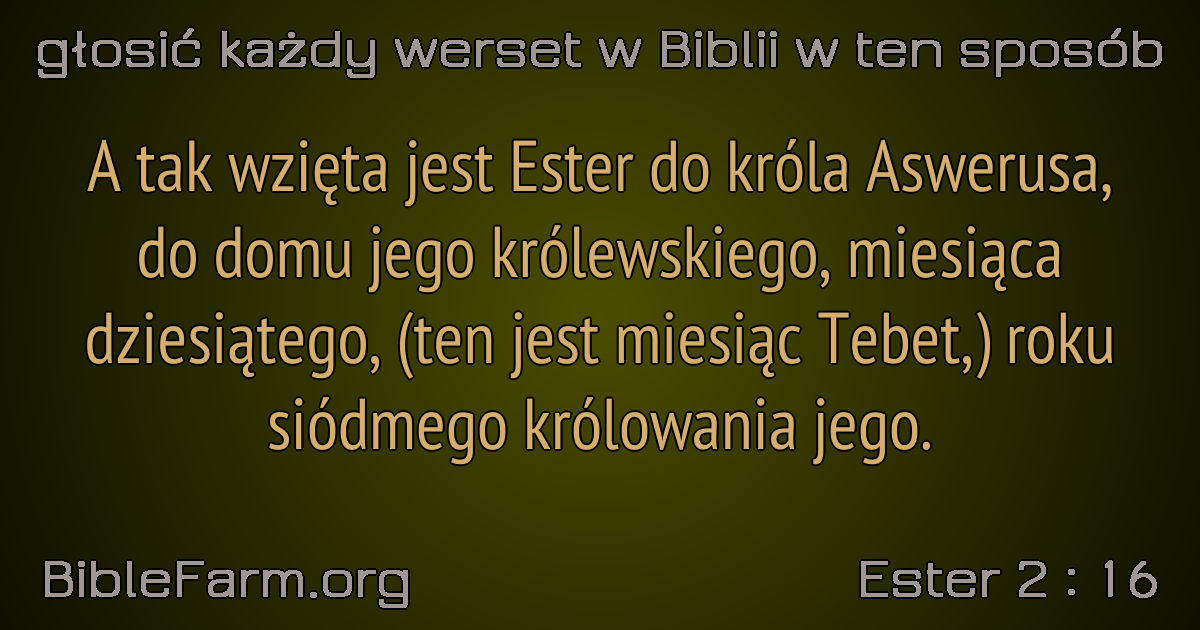 głosić każdy werset w Biblii w ten sposób
A tak wzięta jest Ester do króla Aswerusa,
do domu jego królewskiego, miesiąca
dziesiątego, (ten jest miesiąc Tebet,) roku
siódmego królowania jego.
BibleFarm.org
Ester 2 : 16